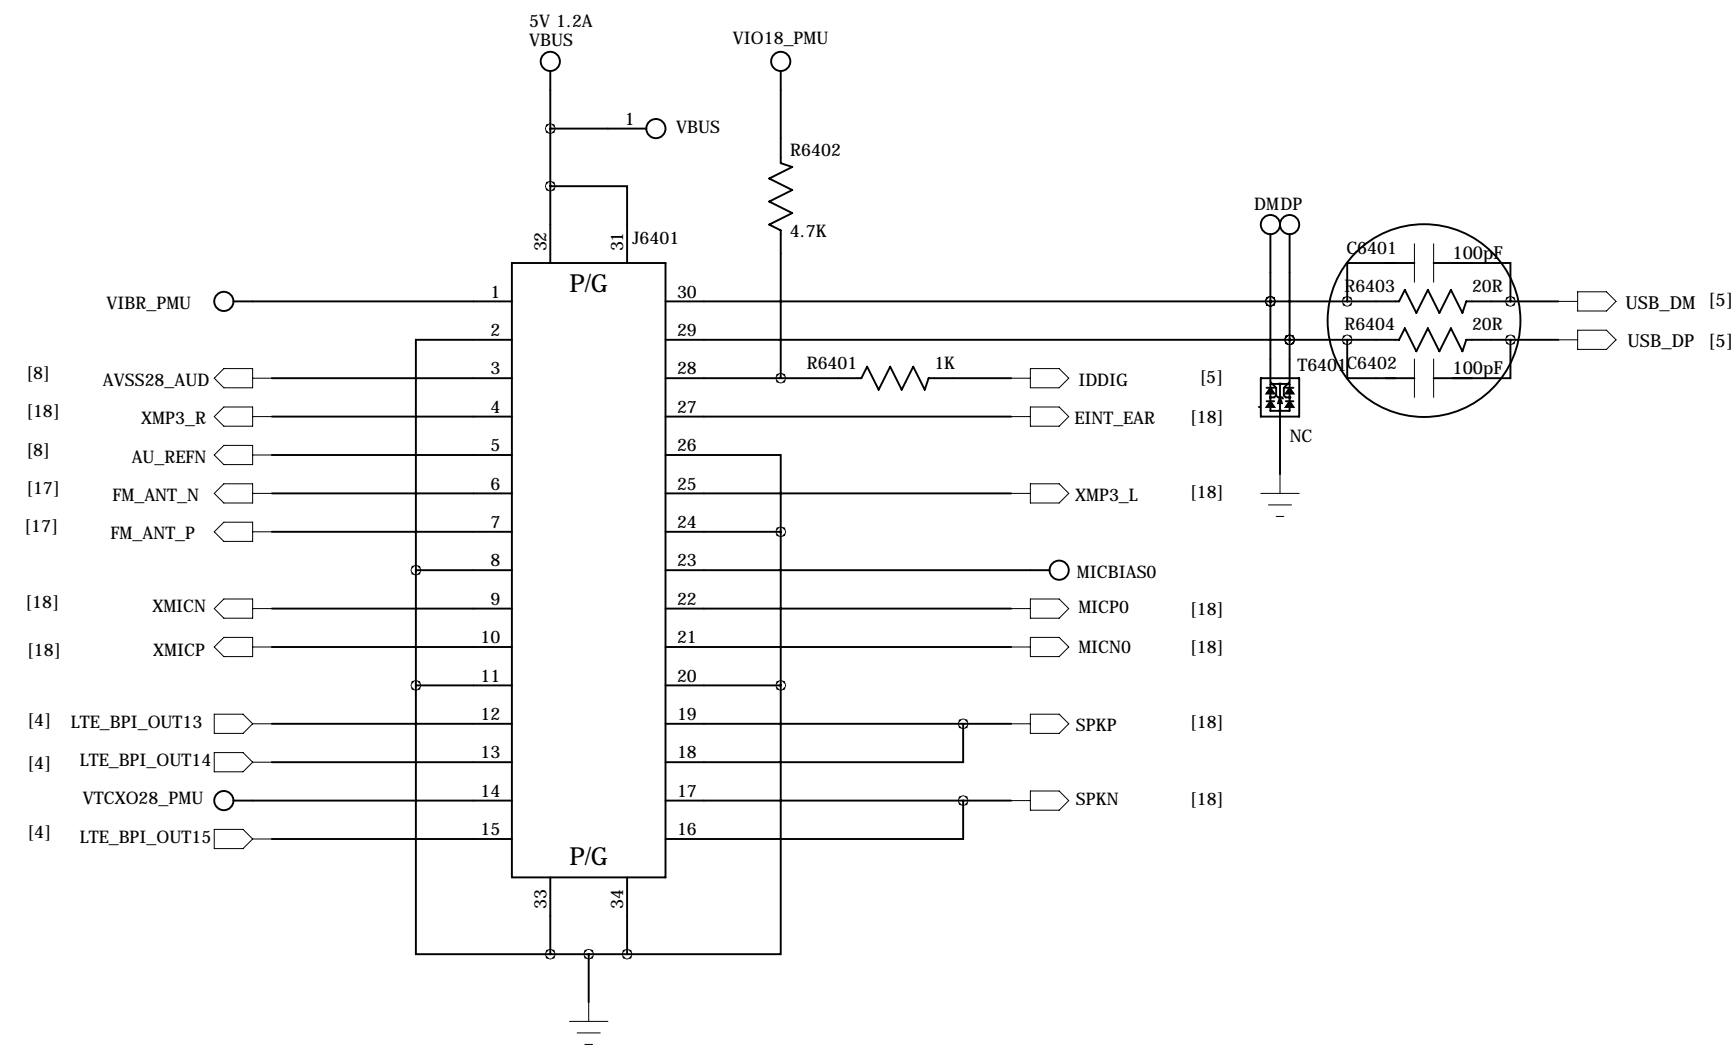 5V 1.2A
VBUS
VIO18_PMU
1 VBUS
R6402
4.7K
32 31 J6401
P/G
DM DP
C6401 100pF
R6403 20R
R6404 20R
C6402 100pF
T6401
NC
USB_DM [5]
USB_DP [5]
VIBR_PMU 1
2
[8] AVSS28_AUD 3
[18] XMP3_R 4
[8] AU_REFN 5
[17] FM_ANT_N 6
[17] FM_ANT_P 7
8
[18] XMICN 9
[18] XMICP 10
11
[4] LTE_BPI_OUT13 12
[4] LTE_BPI_OUT14 13
VTCXO28_PMU 14
[4] LTE_BPI_OUT15 15
30
29
28 R6401 1K IDDIG [5]
27 EINT_EAR [18]
26
25 XMP3_L [18]
24
23 MICBIAS0
22 MICP0 [18]
21 MICN0 [18]
20
19 SPKP [18]
18
17 SPKN [18]
16
P/G
33 34